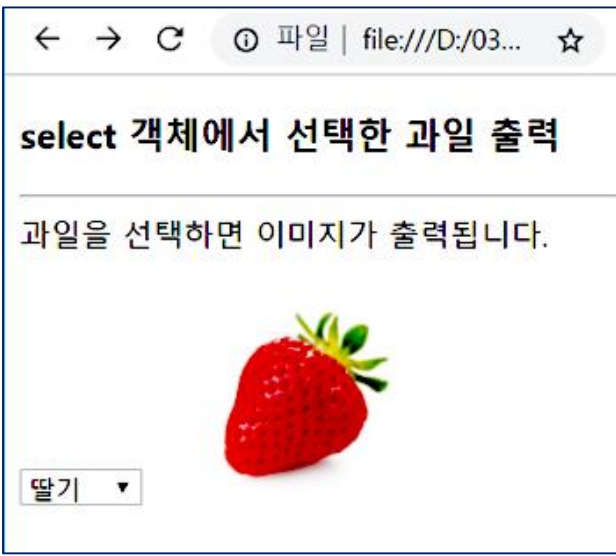 파일 | file:///D:/03...
select 객체에서 선택한 과일 출력
과일을 선택하면 이미지가 출력됩니다.
딸기